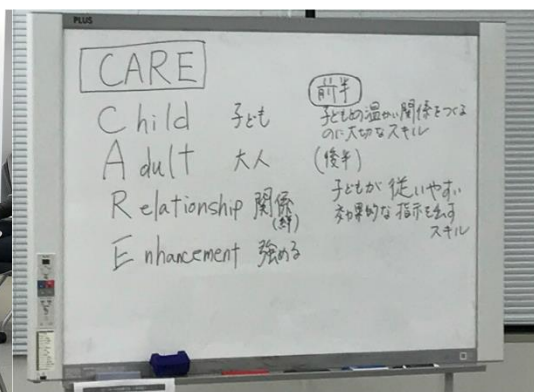 PLUS
CARE
Child 子ども
Adult 大人
Relationship 関係
(絆)
Enhancement 強める
前半
子どもとの温かい関係をつくる
のに大切なスキル
(後半)
子どもが従いやすい
効果的な指示を出す
スキル